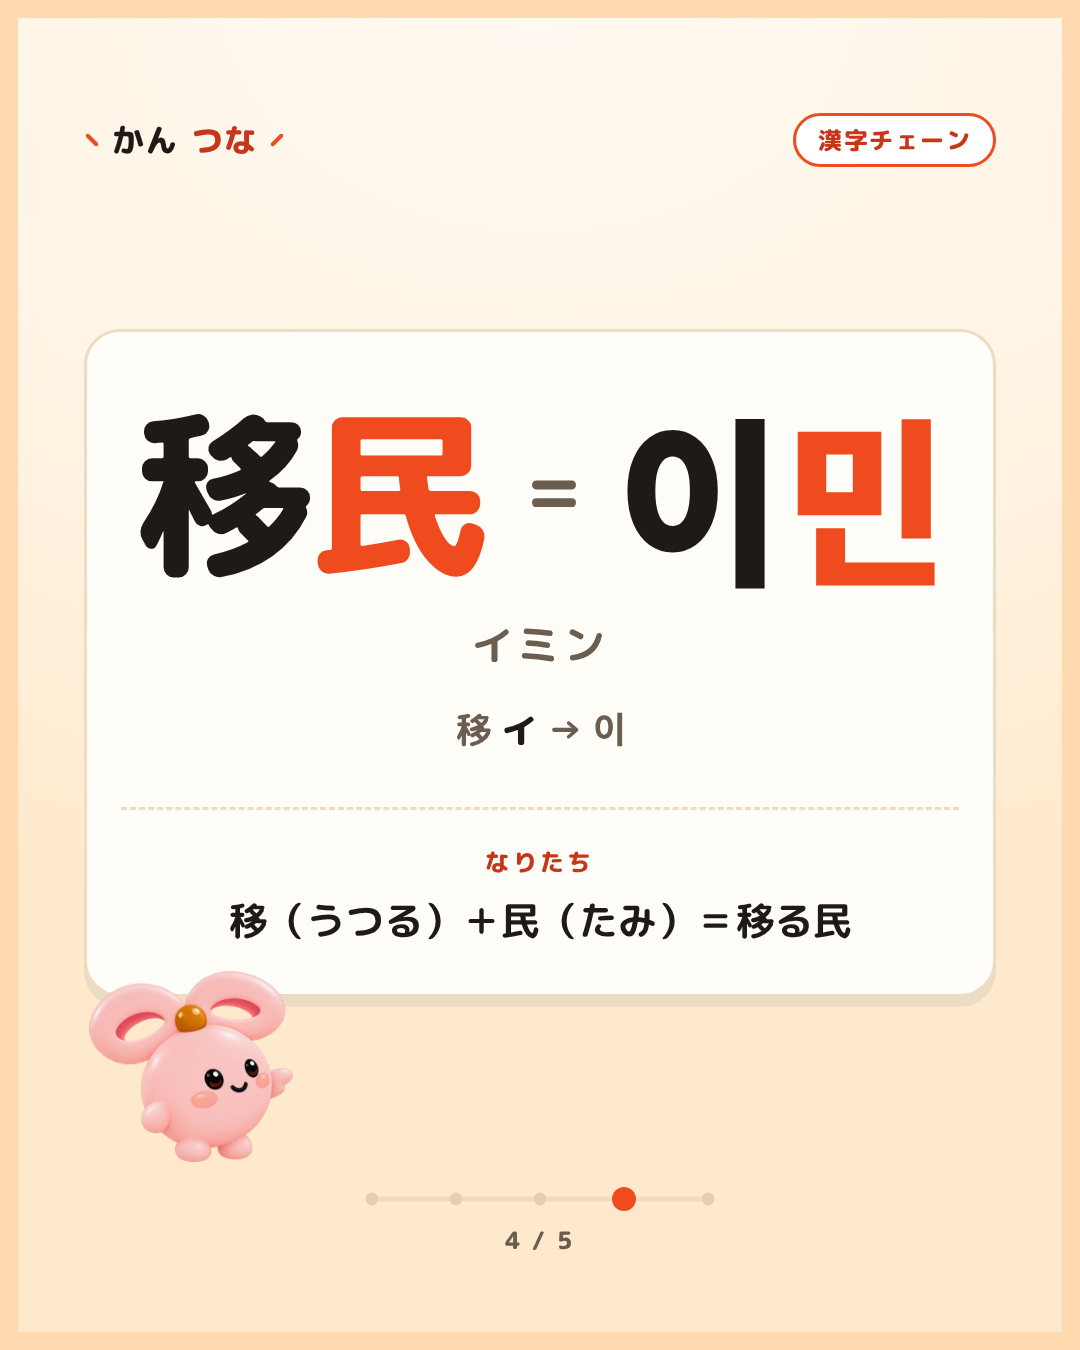 かんつな
漢字チェーン
移民 = 이민
イミン
移 イ → 이
なりたち
移（うつる）＋民（たみ）＝移る民
4 / 5